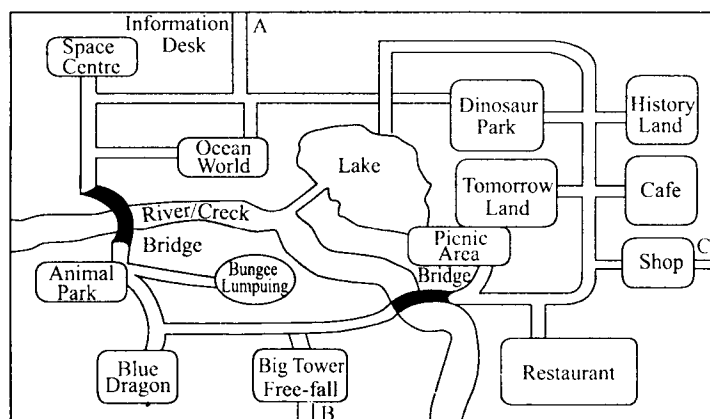 Information
Desk
A
Space
Centre
Dinosaur
Park
History
Land
Ocean
World
Lake
Tomorrow
Land
Cafe
River/Creck
Bridge
Picnic
Area
Bridge
Shop
C
Animal
Park
Bungee
Lumpuing
Blue
Dragon
Big Tower
Free-fall
Restaurant
B